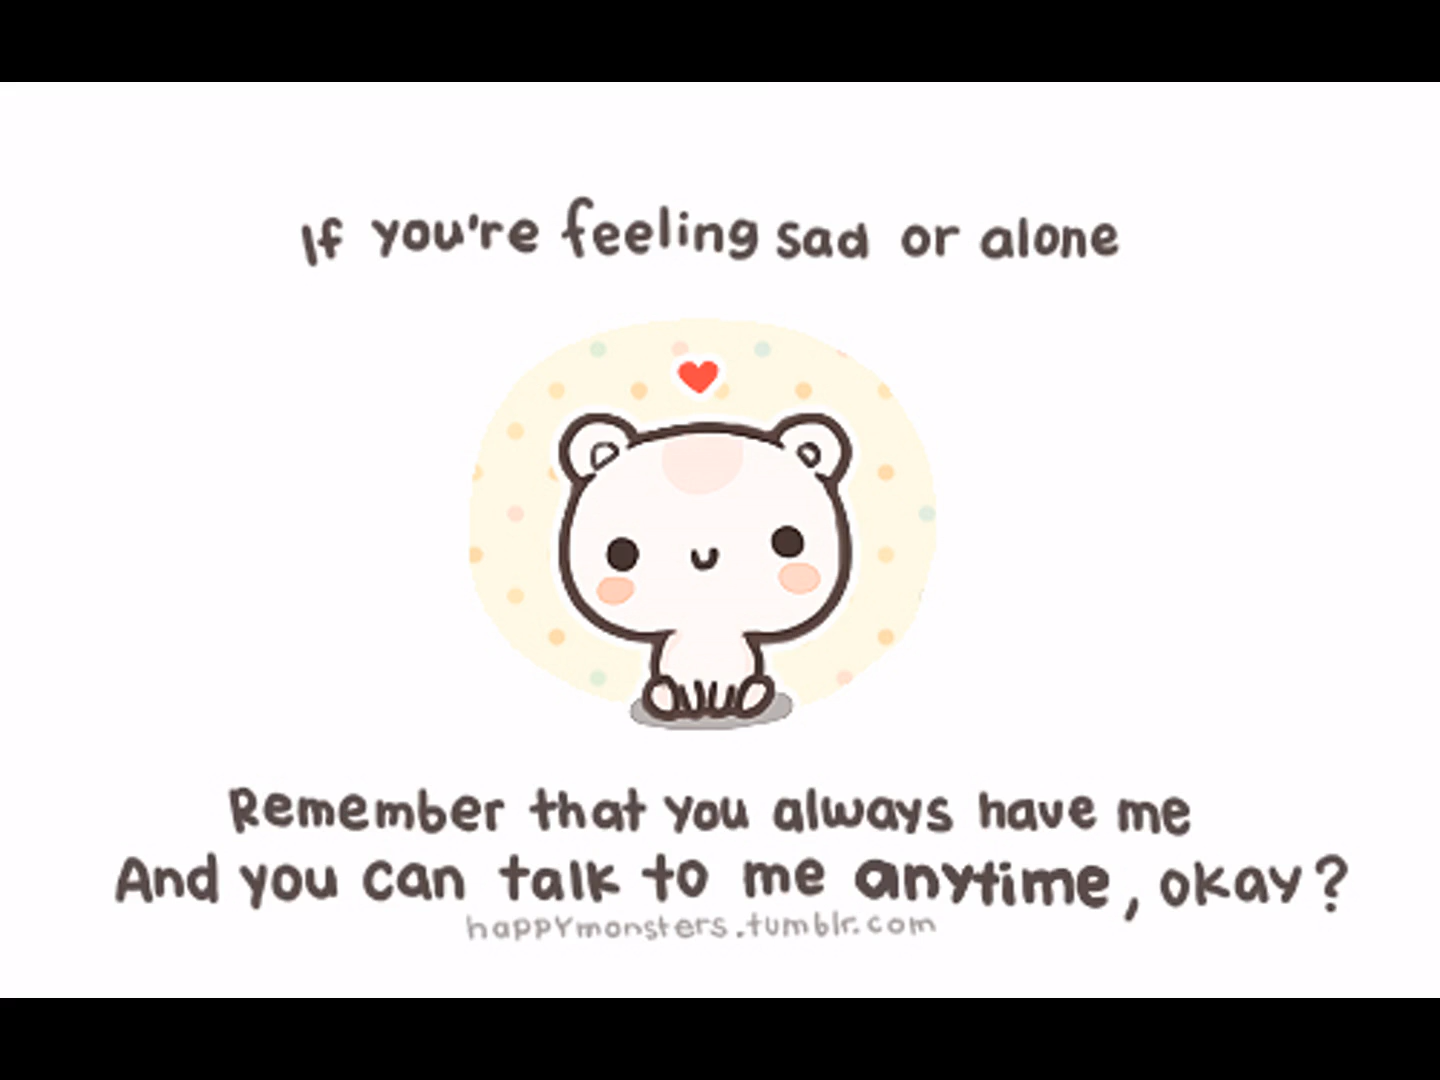 If you're feeling sad or alone
Remember that you always have me
And you can talk to me anytime, okay?
happymonsters.tumblr.com